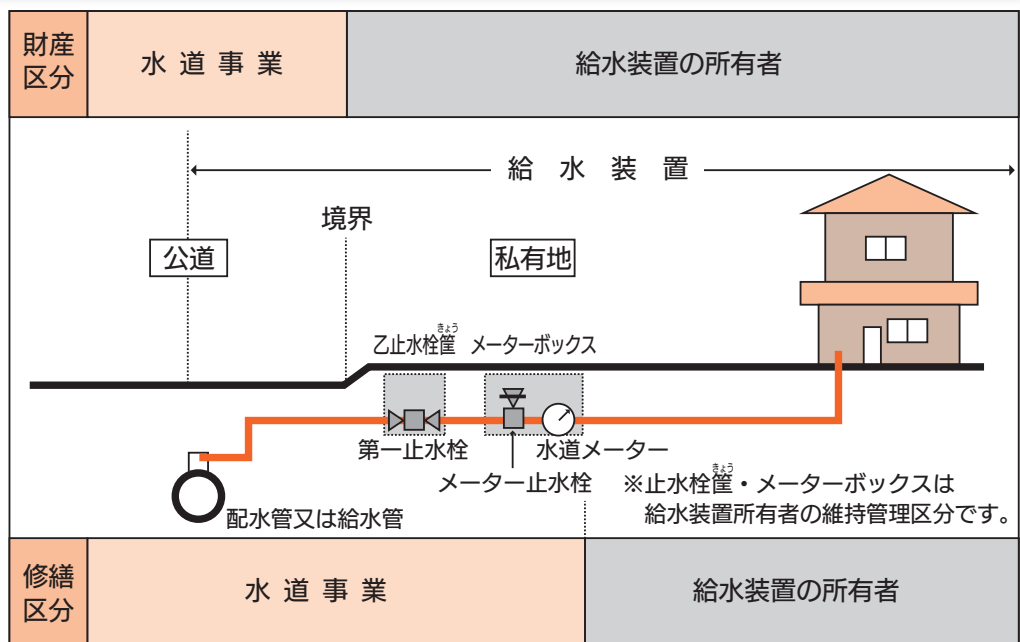 財産
区分
水道事業
給水装置の所有者
給水装置
境界
公道
私有地
乙止水栓筐
きょう
メーターボックス
第一止水栓
水道メーター
メーター止水栓
※止水栓筐・メーターボックスは
きょう
給水装置所有者の維持管理区分です。
配水管又は給水管
修繕
区分
水道事業
給水装置の所有者